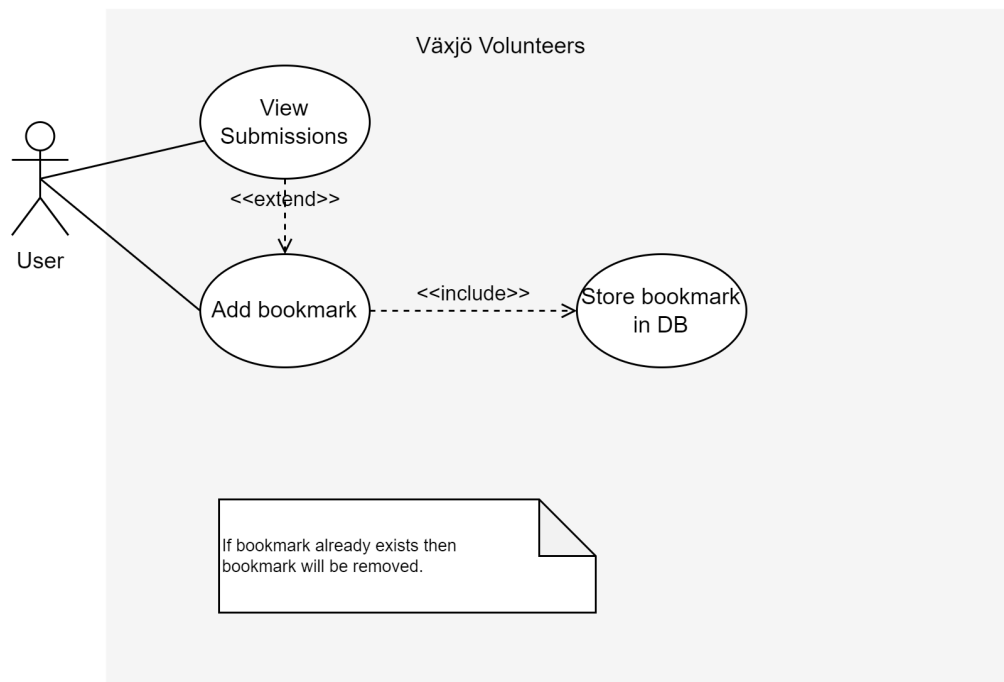 Växjö Volunteers
View
Submissions
<<extend>>
User
Add bookmark
<<include>>
Store bookmark
in DB
If bookmark already exists then
bookmark will be removed.